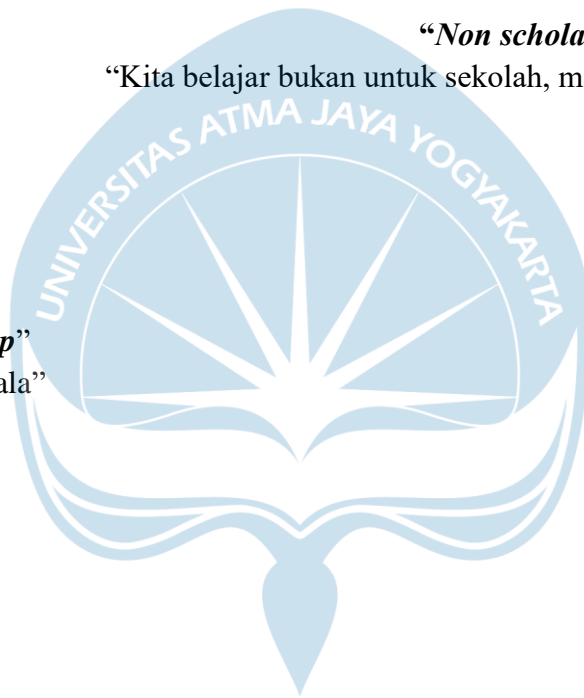 “Non schola
“Kita belajar bukan untuk sekolah, m
UNIVERSITAS ATMA JAYA YOGYAKARTA
p”
ala”